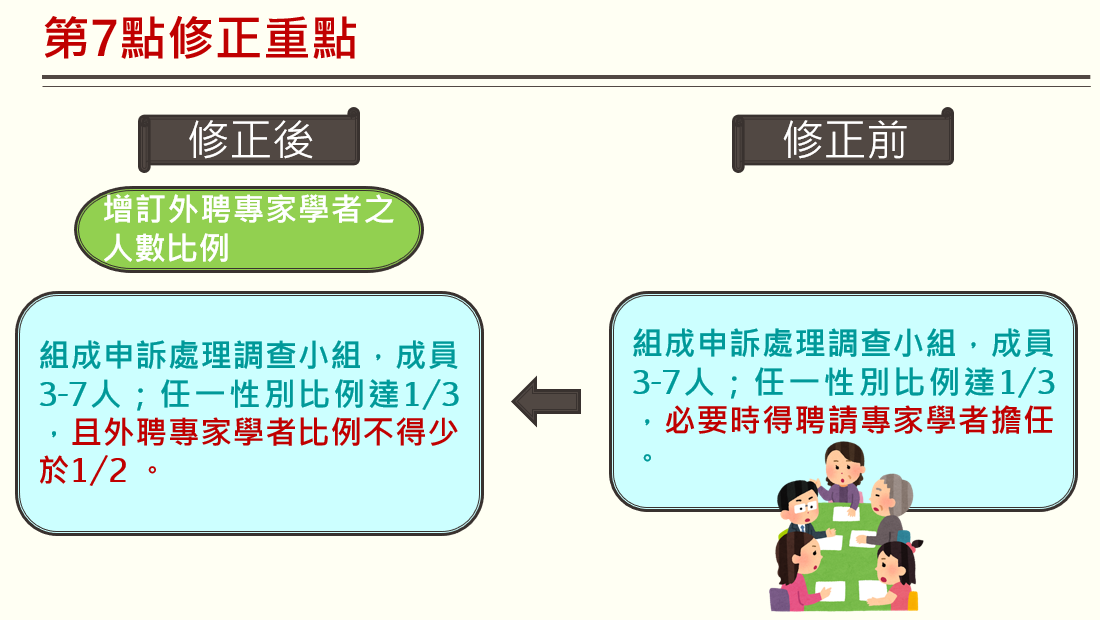 第7點修正重點
修正後
增訂外聘專家學者之
人數比例
組成申訴處理調查小組，成員
3-7人；任一性別比例達1/3
，且外聘專家學者比例不得少
於1/2 。
修正前
組成申訴處理調查小組，成員
3-7人；任一性別比例達1/3
，必要時得聘請專家學者擔任
。